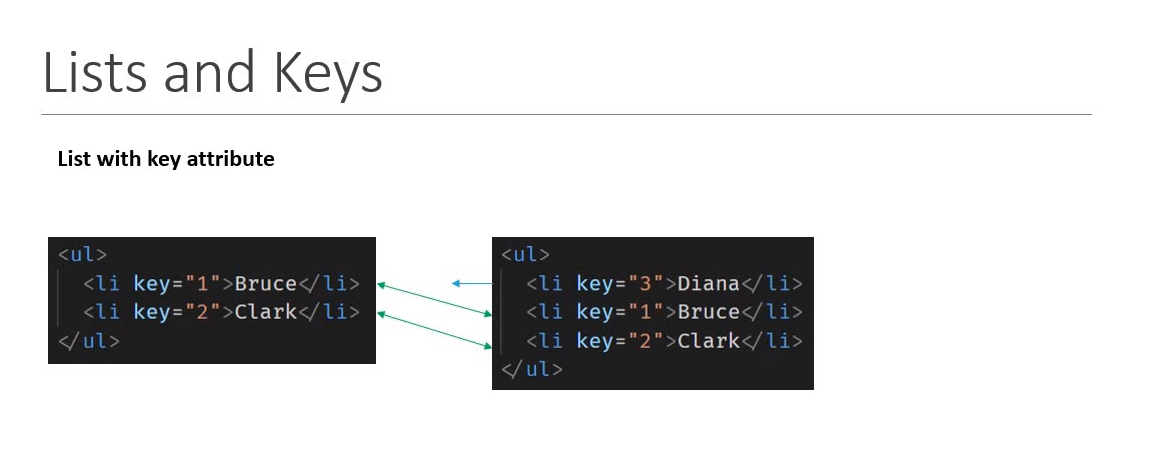 Lists and Keys
List with key attribute
<ul>
<li key="1">Bruce</li>
<li key="2">Clark</li>
</ul>
<ul>
<li key="3">Diana</li>
<li key="1">Bruce</li>
<li key="2">Clark</li>
</ul>